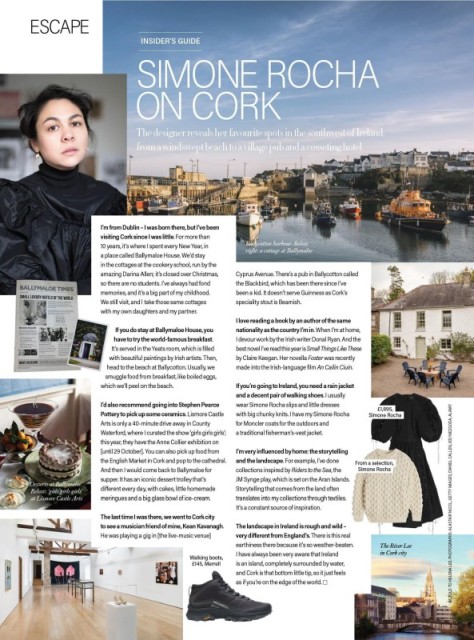 ESCAPE
INSIDER'S GUIDE
SIMONE ROCHA
ON CORK
The designer reveals her favourite spots in the southwest of Ireland
from a windswept beach to a village pub and a cosseting hotel
Ballycotton harbour. Below
right: a cottage at Ballymaloe
I'm from Dublin – I was born there, but I've been
visiting Cork since I was little. For more than
10 years, it's where I spent every New Year, in
a place called Ballymaloe House. We'd stay
in the cottages at the cookery school, run by the
amazing Darina Allen; it's closed over Christmas,
so there are no students. I've always had fond
memories, and it's a big part of my childhood.
We still visit, and I take those same cottages
with my own daughters and my partner.
If you do stay at Ballymaloe House, you
have to try the world-famous breakfast.
It's served in the Yeats room, which is filled
with beautiful paintings by Irish artists. Then,
head to the beach at Ballycotton. Usually, we
smuggle food from breakfast, like boiled eggs,
which we'll peel on the beach.
I'd also recommend going into Stephen Pearce
Pottery to pick up some ceramics. Lismore Castle
Arts is only a 40-minute drive away in County
Waterford, where I curated the show 'girls girls girls'
this year, they have the Anne Collier exhibition on
[until 29 October]. You can also pick up food from
the English Market in Cork and pop to the cathedral.
And then I would come back to Ballymaloe for
supper. It has an iconic dessert trolley that's
different every day, with cakes, little homemade
meringues and a big glass bowl of ice-cream.
The last time I was there, we went to Cork city
to see a musician friend of mine, Kean Kavanagh.
He was playing a gig in [the live-music venue]
Cyprus Avenue. There's a pub in Ballycotton called
the Blackbird, which has been there since I've
been a kid. It doesn't serve Guinness as Cork's
specialty stout is Beamish.
I love reading a book by an author of the same
nationality as the country I'm in. When I'm at home,
I devour work by the Irish writer Donal Ryan. And the
best novel I've read this year is Small Things Like These
by Claire Keegan. Her novella Foster was recently
made into the Irish-language film An Cailín Ciuin.
If you're going to Ireland, you need a rain jacket
and a decent pair of walking shoes. I usually
wear Simone Rocha slips and little dresses
with big chunky knits. I have my Simone Rocha
for Moncler coats for the outdoors and
a traditional fisherman's-vest jacket.
I'm very influenced by home: the storytelling
and the landscape. For example, I've done
collections inspired by Riders to the Sea, the
JM Synge play, which is set on the Aran Islands.
Storytelling that comes from the land often
translates into my collections through textiles.
It's a constant source of inspiration.
The landscape in Ireland is rough and wild –
very different from England's. There is this real
earthiness there because it's so weather-beaten.
I have always been very aware that Ireland
is an island, completely surrounded by water,
and Cork is that bottom little tip, so it just feels
as if you're on the edge of the world. □
BALLYMALOE TIMES
Desserts at Ballymaloe.
Below: 'girls girls girls'
at Lismore Castle Arts
Walking boots,
£145, Merrell
£1,895,
Simone Rocha
From a selection,
Simone Rocha
The River Lee
in Cork city